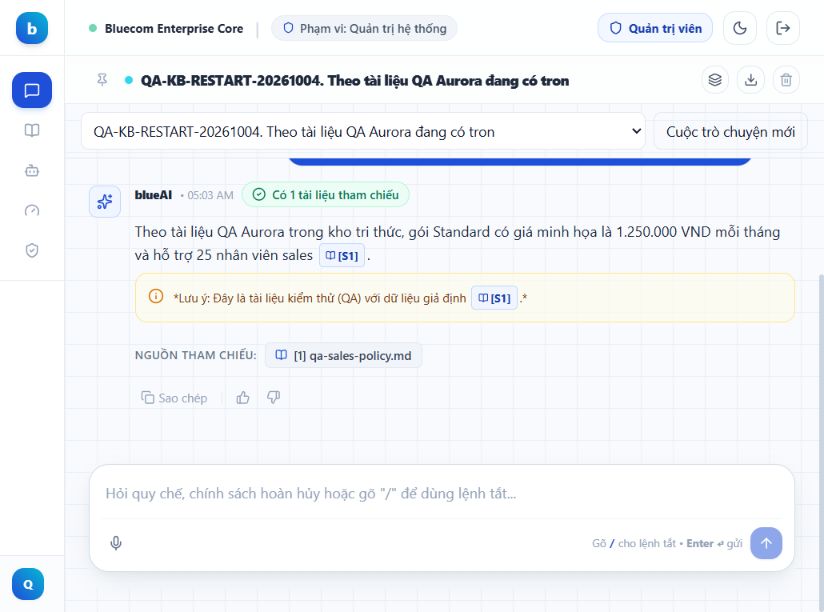 b
Bluecom Enterprise Core | Phạm vi: Quản trị hệ thống
Quản trị viên
QA-KB-RESTART-20261004. Theo tài liệu QA Aurora đang có tron
QA-KB-RESTART-20261004. Theo tài liệu QA Aurora đang có tron
Cuộc trò chuyện mới
blueAI • 05:03 AM Có 1 tài liệu tham chiếu
Theo tài liệu QA Aurora trong kho tri thức, gói Standard có giá minh họa là 1.250.000 VND mỗi tháng
và hỗ trợ 25 nhân viên sales [S1] .
*Lưu ý: Đây là tài liệu kiểm thử (QA) với dữ liệu giả định [S1] .*
NGUỒN THAM CHIẾU: [1] qa-sales-policy.md
Sao chép
Hỏi quy chế, chính sách hoàn hủy hoặc gõ "/" để dùng lệnh tắt...
Gõ / cho lệnh tắt • Enter ↵ gửi
Q